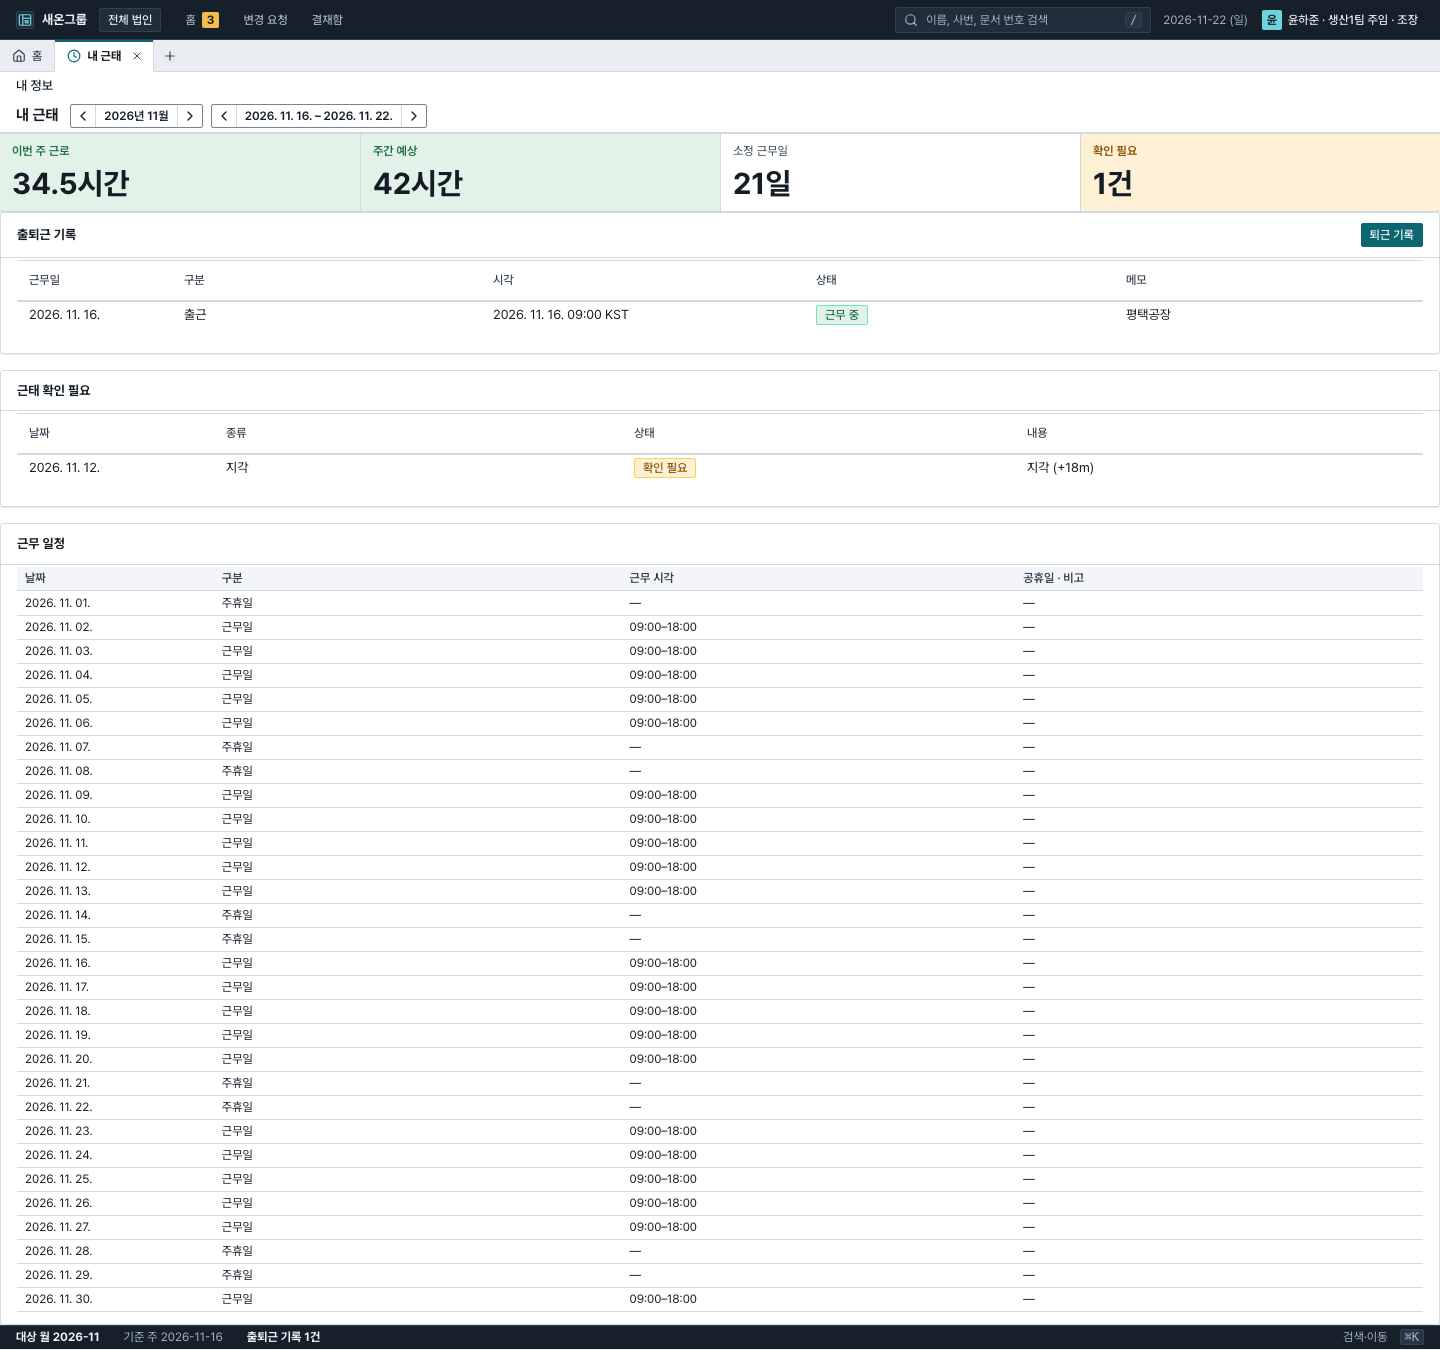 새온그룹 전체 법인 홈 3 변경 요청 결재함 이름, 사번, 문서 번호 검색 / 2026-11-22 (일) 윤 윤하준 · 생산1팀 주임 · 조장
홈 내 근태
내 정보
내 근태 2026년 11월 2026. 11. 16. – 2026. 11. 22.
이번 주 근로 주간 예상 소정 근무일 확인 필요
34.5시간 42시간 21일 1건
출퇴근 기록 퇴근 기록
근무일 구분 시각 상태 메모
2026. 11. 16. 출근 2026. 11. 16. 09:00 KST 근무 중 평택공장
근태 확인 필요
날짜 종류 상태 내용
2026. 11. 12. 지각 확인 필요 지각 (+18m)
근무 일정
날짜 구분 근무 시각 공휴일 · 비고
2026. 11. 01. 주휴일 — —
2026. 11. 02. 근무일 09:00–18:00 —
2026. 11. 03. 근무일 09:00–18:00 —
2026. 11. 04. 근무일 09:00–18:00 —
2026. 11. 05. 근무일 09:00–18:00 —
2026. 11. 06. 근무일 09:00–18:00 —
2026. 11. 07. 주휴일 — —
2026. 11. 08. 주휴일 — —
2026. 11. 09. 근무일 09:00–18:00 —
2026. 11. 10. 근무일 09:00–18:00 —
2026. 11. 11. 근무일 09:00–18:00 —
2026. 11. 12. 근무일 09:00–18:00 —
2026. 11. 13. 근무일 09:00–18:00 —
2026. 11. 14. 주휴일 — —
2026. 11. 15. 주휴일 — —
2026. 11. 16. 근무일 09:00–18:00 —
2026. 11. 17. 근무일 09:00–18:00 —
2026. 11. 18. 근무일 09:00–18:00 —
2026. 11. 19. 근무일 09:00–18:00 —
2026. 11. 20. 근무일 09:00–18:00 —
2026. 11. 21. 주휴일 — —
2026. 11. 22. 주휴일 — —
2026. 11. 23. 근무일 09:00–18:00 —
2026. 11. 24. 근무일 09:00–18:00 —
2026. 11. 25. 근무일 09:00–18:00 —
2026. 11. 26. 근무일 09:00–18:00 —
2026. 11. 27. 근무일 09:00–18:00 —
2026. 11. 28. 주휴일 — —
2026. 11. 29. 주휴일 — —
2026. 11. 30. 근무일 09:00–18:00 —
대상 월 2026-11 기준 주 2026-11-16 출퇴근 기록 1건 검색·이동 ⌘K